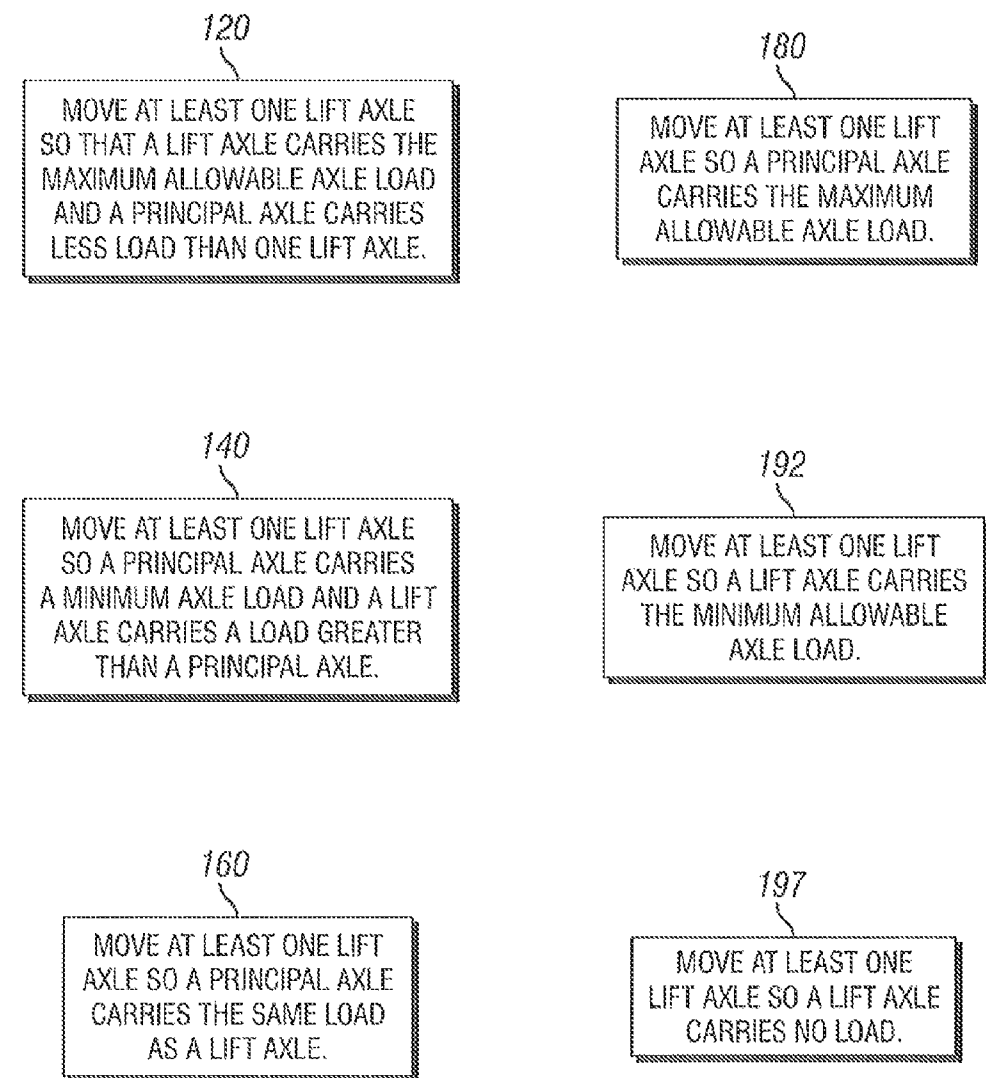 120
MOVE AT LEAST ONE LIFT AXLE
SO THAT A LIFT AXLE CARRIES THE
MAXIMUM ALLOWABLE AXLE LOAD
AND A PRINCIPAL AXLE CARRIES
LESS LOAD THAN ONE LIFT AXLE.
180
MOVE AT LEAST ONE LIFT
AXLE SO A PRINCIPAL AXLE
CARRIES THE MAXIMUM
ALLOWABLE AXLE LOAD.
140
MOVE AT LEAST ONE LIFT AXLE
SO A PRINCIPAL AXLE CARRIES
A MINIMUM AXLE LOAD AND A LIFT
AXLE CARRIES A LOAD GREATER
THAN A PRINCIPAL AXLE.
192
MOVE AT LEAST ONE LIFT
AXLE SO A LIFT AXLE CARRIES
THE MINIMUM ALLOWABLE
AXLE LOAD.
160
MOVE AT LEAST ONE LIFT
AXLE SO A PRINCIPAL AXLE
CARRIES THE SAME LOAD
AS A LIFT AXLE.
197
MOVE AT LEAST ONE
LIFT AXLE SO A LIFT AXLE
CARRIES NO LOAD.